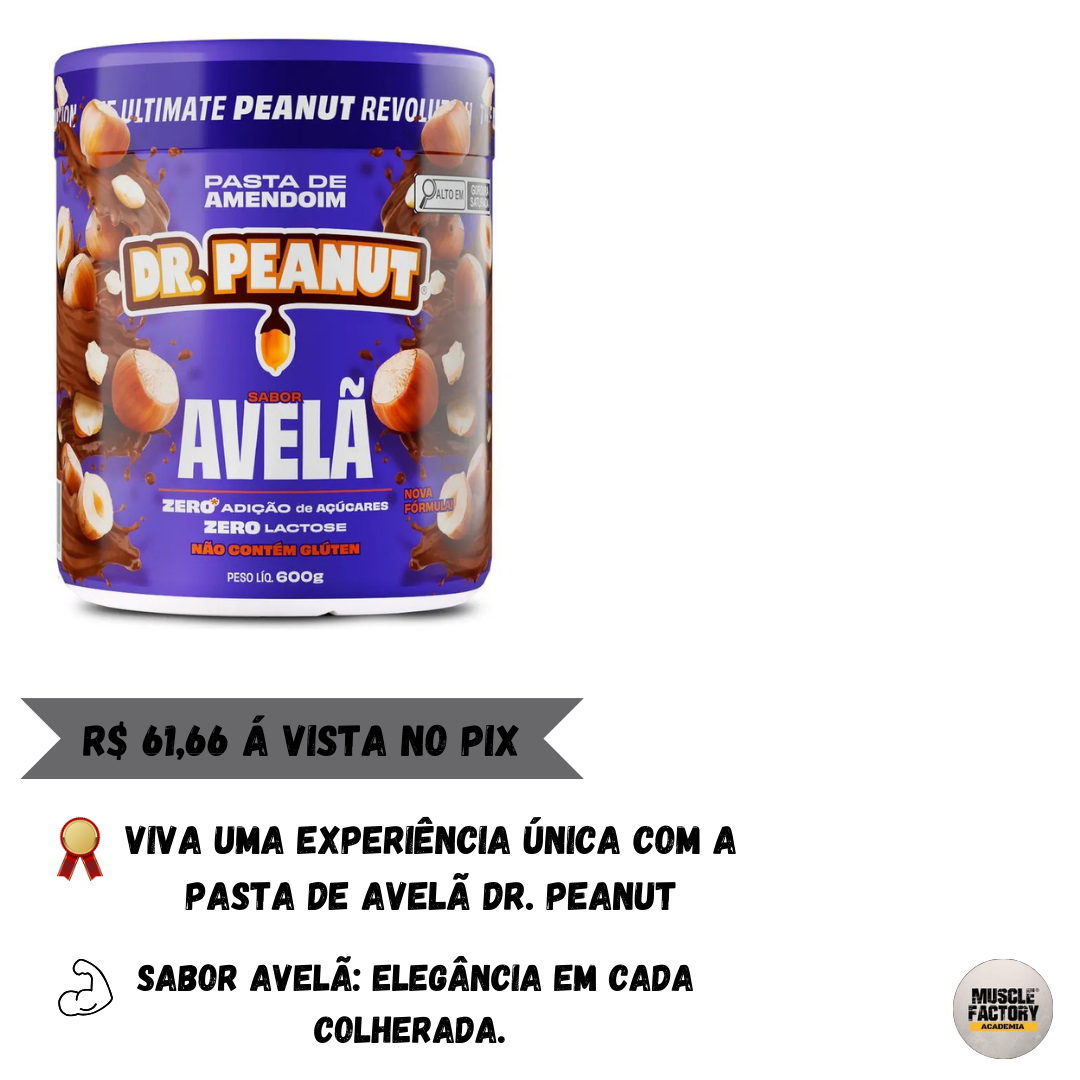 ULTIMATE PEANUT
PASTA DE
AMENDOIM
ALTO EM
DR. PEANUT
SABOR
AVELÃ
ZERO* ADIÇÃO de AÇÚCARES
ZERO LACTOSE
NÃO CONTÉM GLÚTEN
NOVA
FÓRMULA
PESO LÍQ. 600g
R$ 61,66 Á VISTA NO PIX
VIVA UMA EXPERIÊNCIA ÚNICA COM A
PASTA DE AVELÃ DR. PEANUT
SABOR AVELÃ: ELEGÂNCIA EM CADA
COLHERADA.
MUSCLE
FACTORY
ACADEMIA